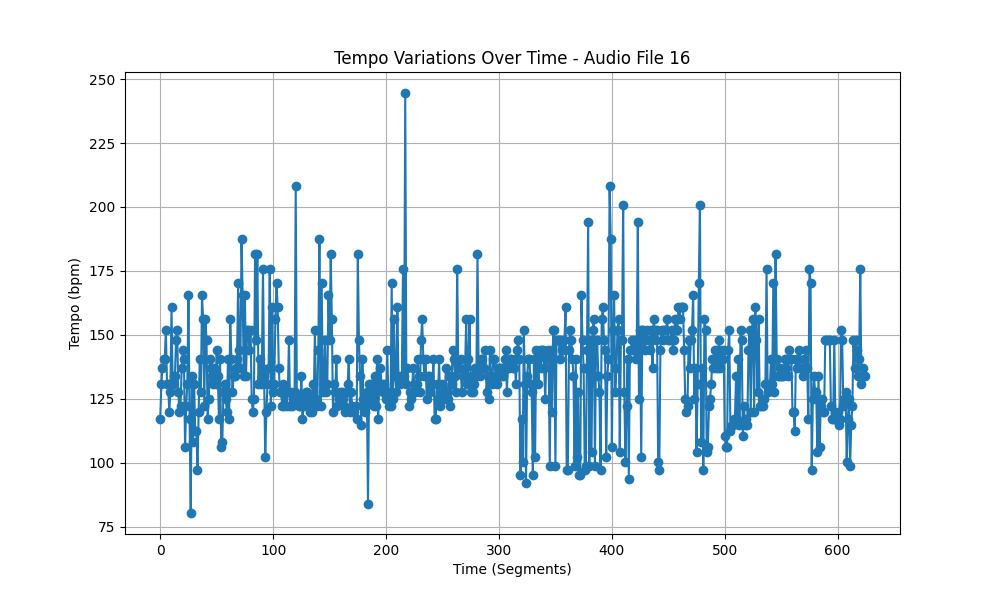 Tempo Variations Over Time - Audio File 16
250
225
200
175
150
125
100
75
Tempo (bpm)
0 100 200 300 400 500 600
Time (Segments)